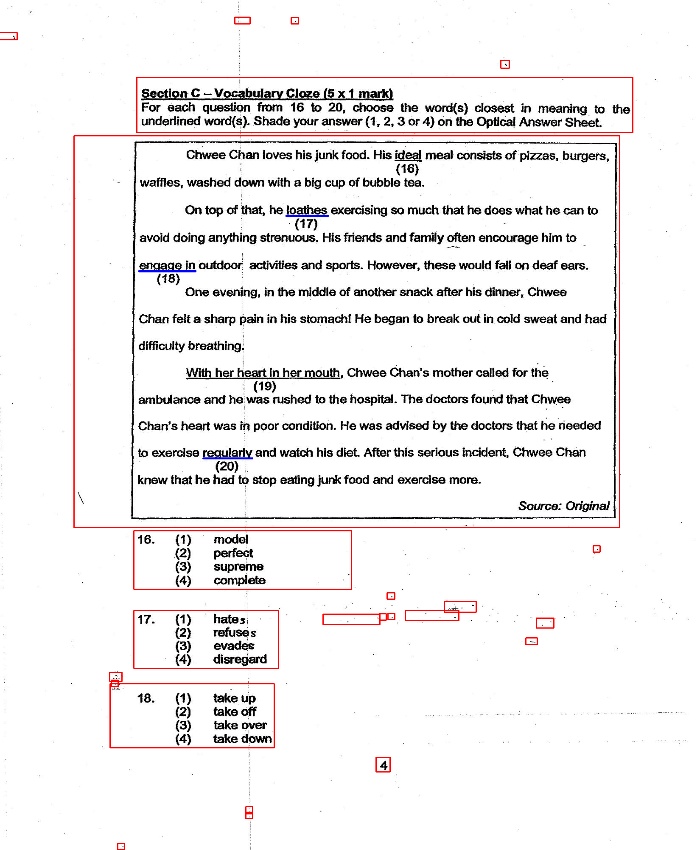 Section C – Vocabulary Cloze (5 x 1 mark)
For each question from 16 to 20, choose the word(s) closest in meaning to the
underlined word(s). Shade your answer (1, 2, 3 or 4) on the Optical Answer Sheet.
Chwee Chan loves his junk food. His ideal meal consists of pizzas, burgers,
(16)
waffles, washed down with a big cup of bubble tea.
On top of that, he loathes exercising so much that he does what he can to
(17)
avoid doing anything strenuous. His friends and family often encourage him to
engage in outdoor activities and sports. However, these would fall on deaf ears.
(18)
One evening, in the middle of another snack after his dinner, Chwee
Chan felt a sharp pain in his stomach! He began to break out in cold sweat and had
difficulty breathing.
With her heart in her mouth, Chwee Chan's mother called for the
(19)
ambulance and he was rushed to the hospital. The doctors found that Chwee
Chan's heart was in poor condition. He was advised by the doctors that he needed
to exercise regularly and watch his diet. After this serious incident, Chwee Chan
(20)
knew that he had to stop eating junk food and exercise more.
Source: Original
16. (1) model
(2) perfect
(3) supreme
(4) complete
17. (1) hates
(2) refuses
(3) evades
(4) disregard
18. (1) take up
(2) take off
(3) take over
(4) take down
4